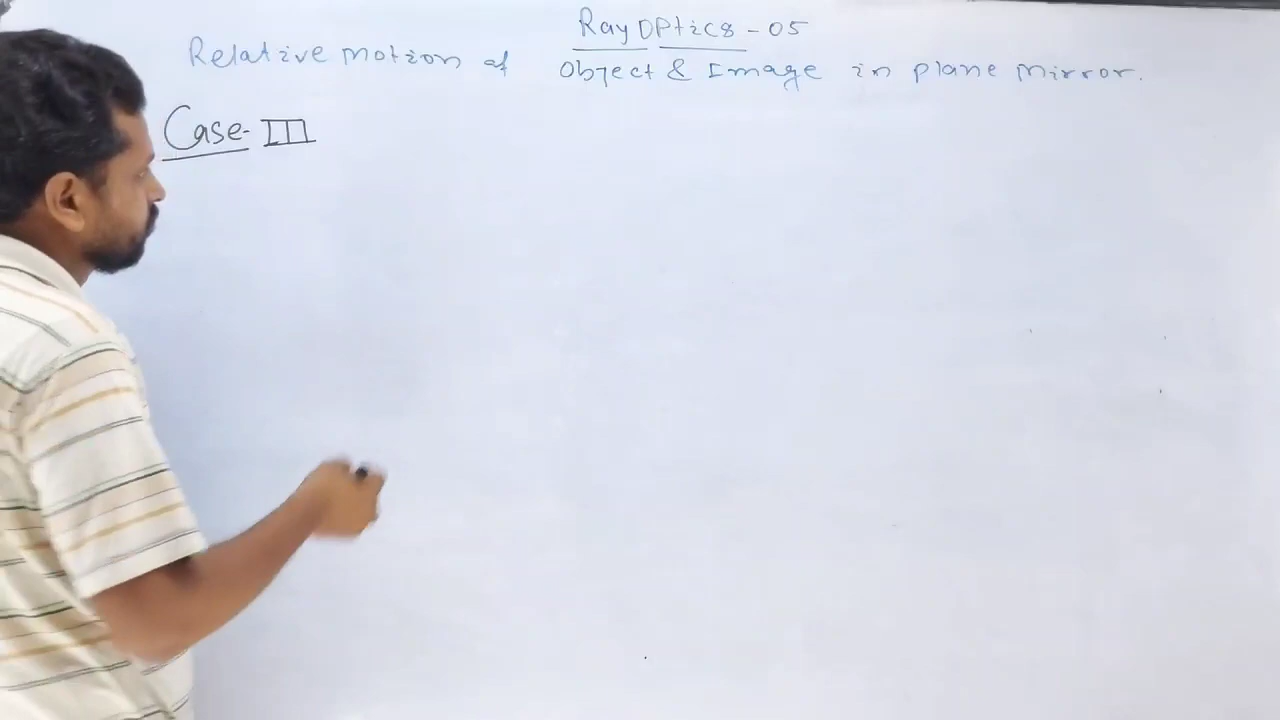 Ray Optics - 05
Relative motion of Object & Image in plane mirror.
Case-III